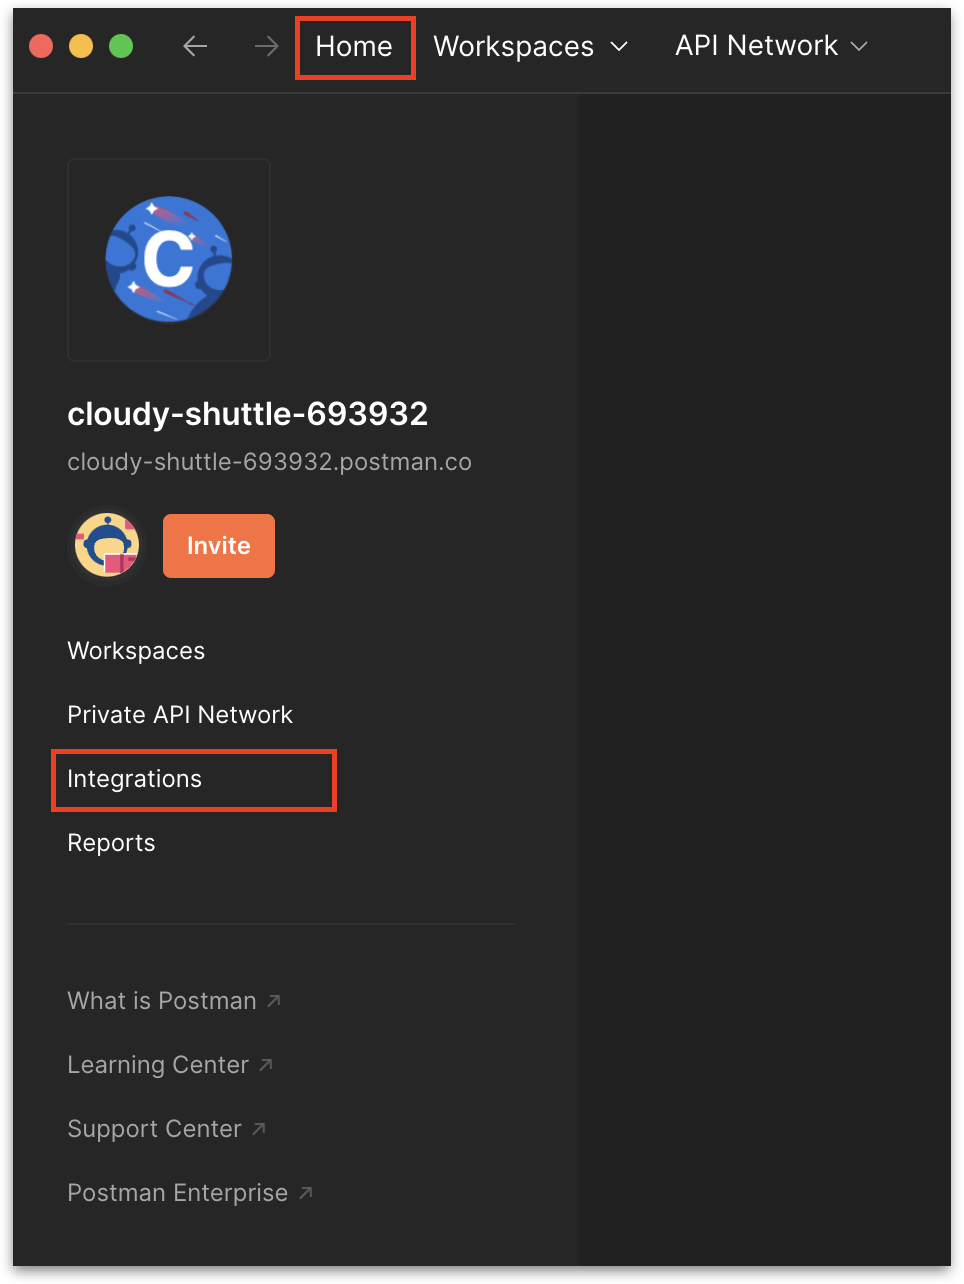 Home Workspaces API Network
C
cloudy-shuttle-693932
cloudy-shuttle-693932.postman.co
Invite
Workspaces
Private API Network
Integrations
Reports
What is Postman
Learning Center
Support Center
Postman Enterprise